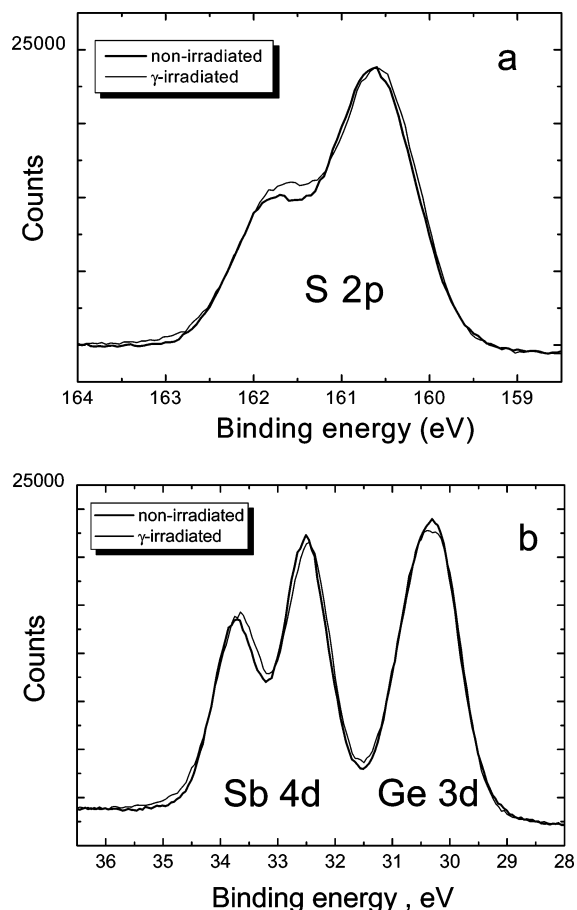 25000
a
non-irradiated
γ-irradiated
Counts
S 2p
164 163 162 161 160 159
Binding energy (eV)
25000
b
non-irradiated
γ-irradiated
Counts
Sb 4d Ge 3d
36 35 34 33 32 31 30 29 28
Binding energy , eV